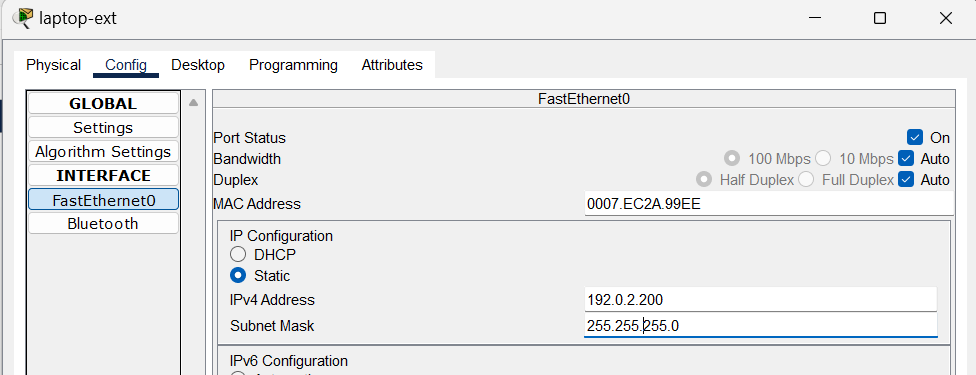 laptop-ext
Physical Config Desktop Programming Attributes
GLOBAL
Settings
Algorithm Settings
INTERFACE
FastEthernet0
Bluetooth
FastEthernet0
Port Status On
Bandwidth 100 Mbps 10 Mbps Auto
Duplex Half Duplex Full Duplex Auto
MAC Address 0007.EC2A.99EE
IP Configuration
DHCP
Static
IPv4 Address 192.0.2.200
Subnet Mask 255.255.255.0
IPv6 Configuration